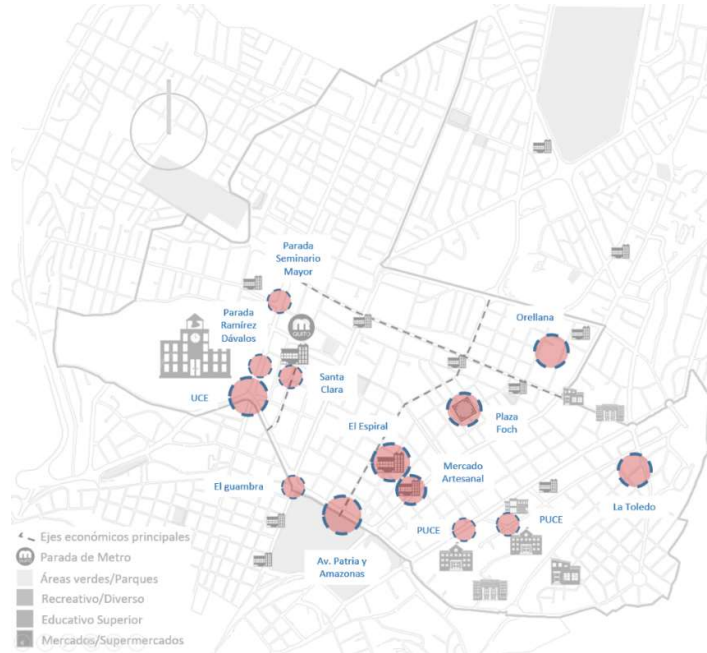 Parada
Seminario
Mayor
Parada
Ramírez
Dávalos
QUITO
Orellana
Santa
Clara
UCE
Plaza
Foch
El Espiral
Mercado
Artesanal
El guambra
La Toledo
PUCE
PUCE
Av. Patria y
Amazonas
Ejes económicos principales
Parada de Metro
Áreas verdes/Parques
Recreativo/Diverso
Educativo Superior
Mercados/Supermercados